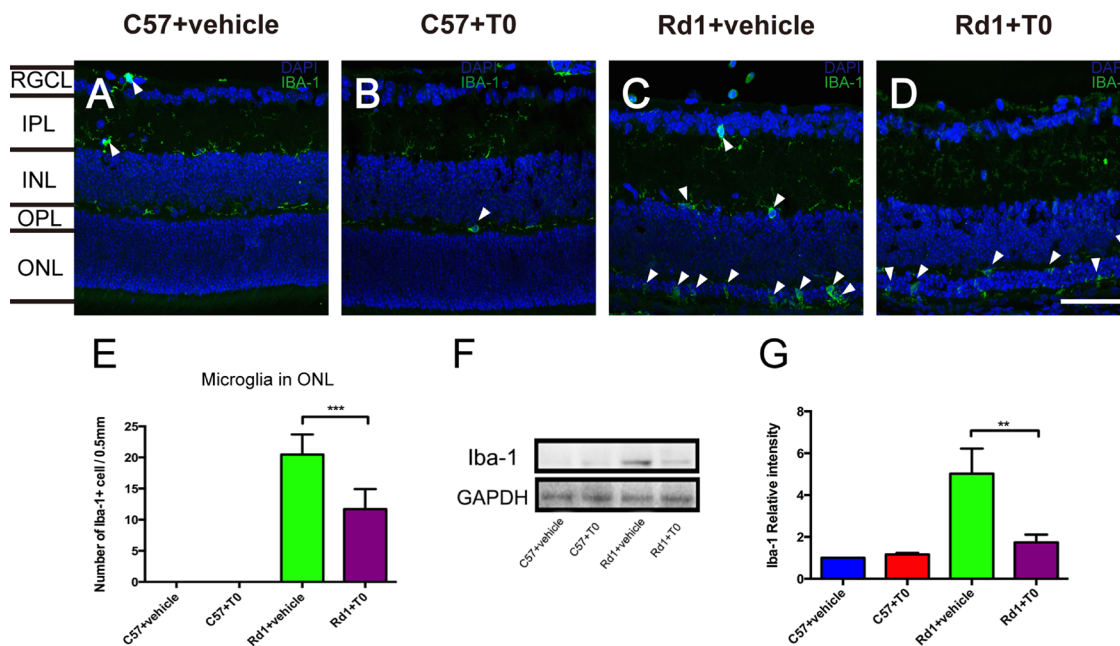 C57+vehicle C57+T0 Rd1+vehicle Rd1+T0
RGCL
IPL
INL
OPL
ONL
A DAPI
IBA-1
B DAPI
IBA-1
C DAPI
IBA-1
D DAPI
IBA-1
E
Microglia in ONL
Number of Iba-1+ cell / 0.5mm
25
20
15
10
5
0
***
C57+vehicle C57+T0 Rd1+vehicle Rd1+T0
F
Iba-1
GAPDH
C57+vehicle C57+T0 Rd1+vehicle Rd1+T0
G
Iba-1 Relative intensity
8
6
4
2
0
**
C57+vehicle C57+T0 Rd1+vehicle Rd1+T0